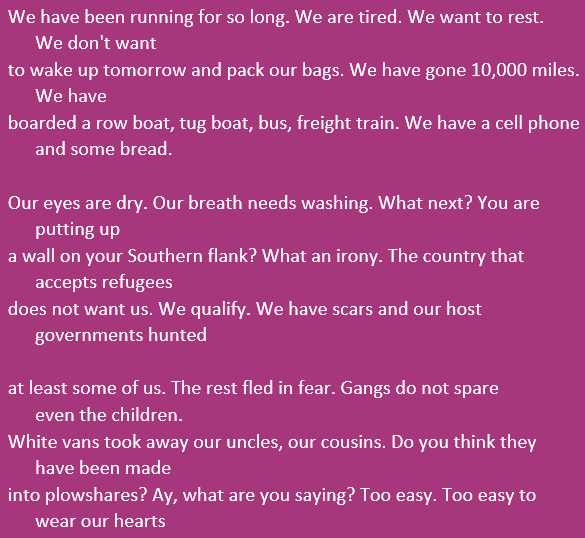 We have been running for so long. We are tired. We want to rest.
We don't want
to wake up tomorrow and pack our bags. We have gone 10,000 miles.
We have
boarded a row boat, tug boat, bus, freight train. We have a cell phone
and some bread.

Our eyes are dry. Our breath needs washing. What next? You are
putting up
a wall on your Southern flank? What an irony. The country that
accepts refugees
does not want us. We qualify. We have scars and our host
governments hunted

at least some of us. The rest fled in fear. Gangs do not spare
even the children.
White vans took away our uncles, our cousins. Do you think they
have been made
into plowshares? Ay, what are you saying? Too easy. Too easy to
wear our hearts